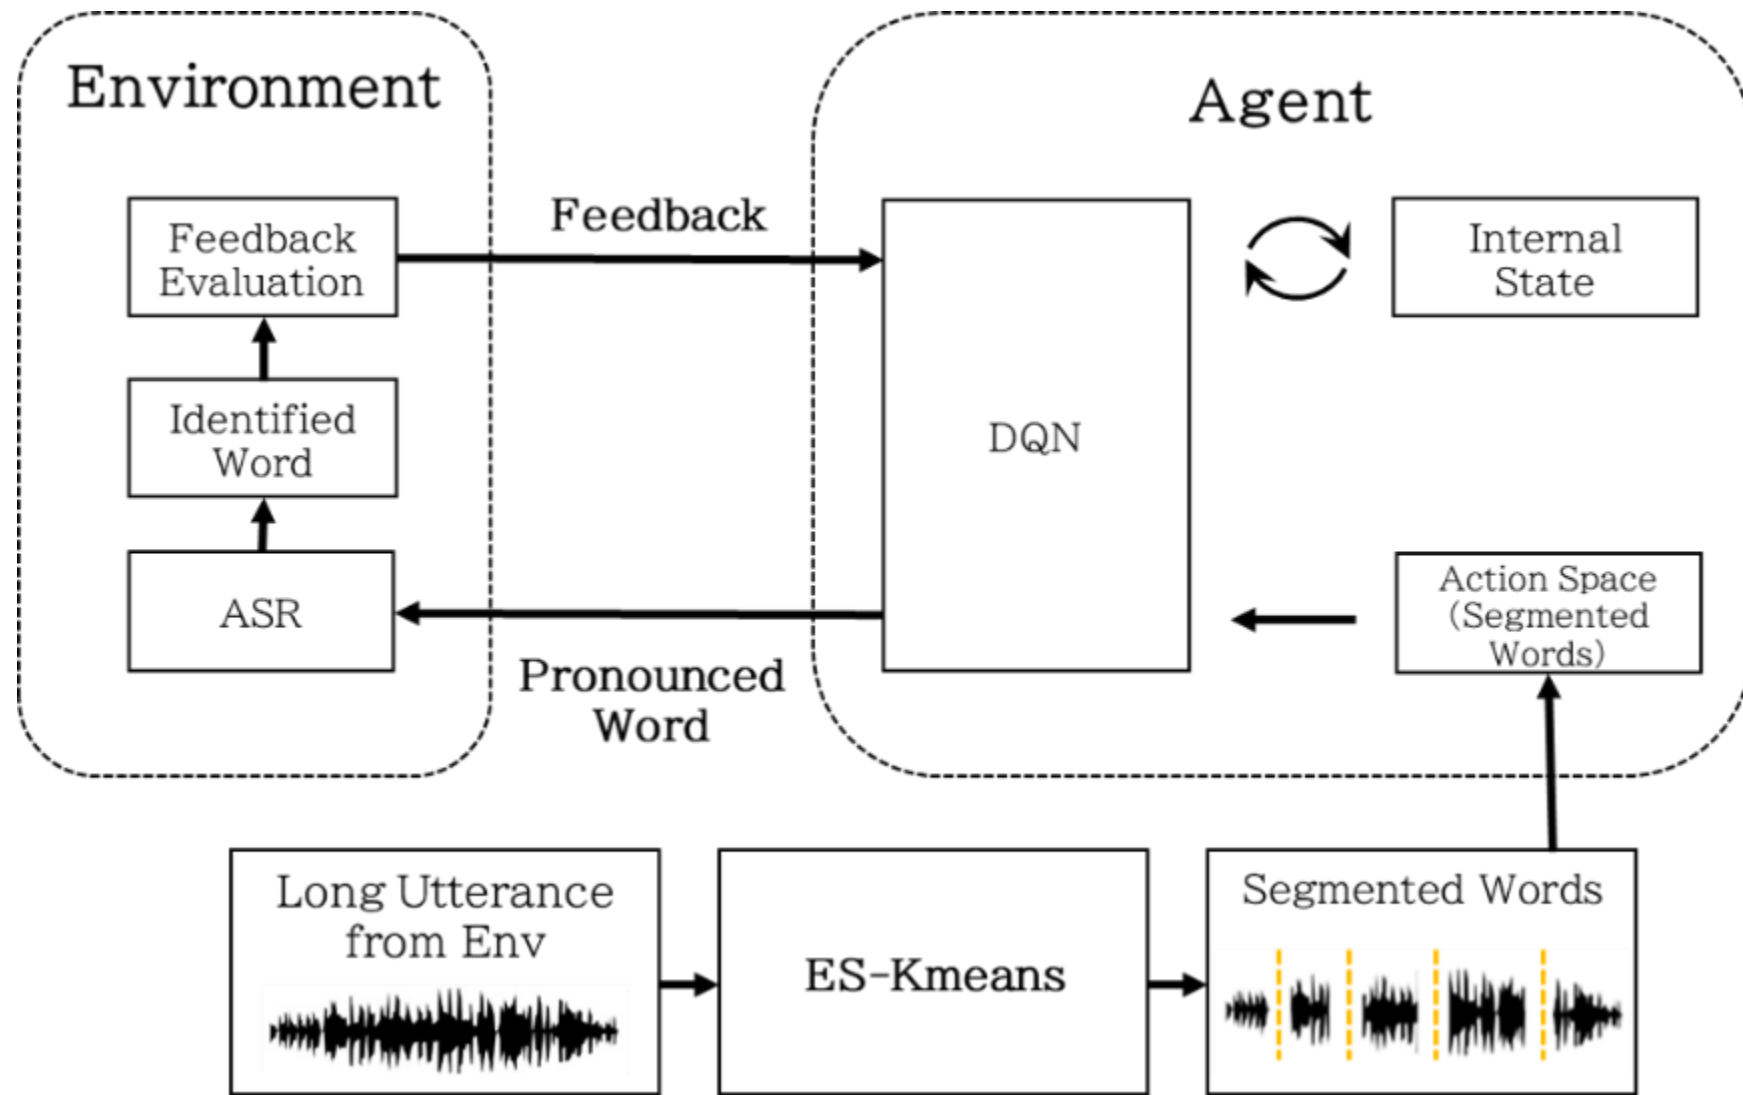 Environment
Agent
Feedback
Evaluation
Feedback
Internal
State
Identified
Word
DQN
ASR
Pronounced
Word
Action Space
(Segmented
Words)
Long Utterance
from Env
ES-Kmeans
Segmented Words